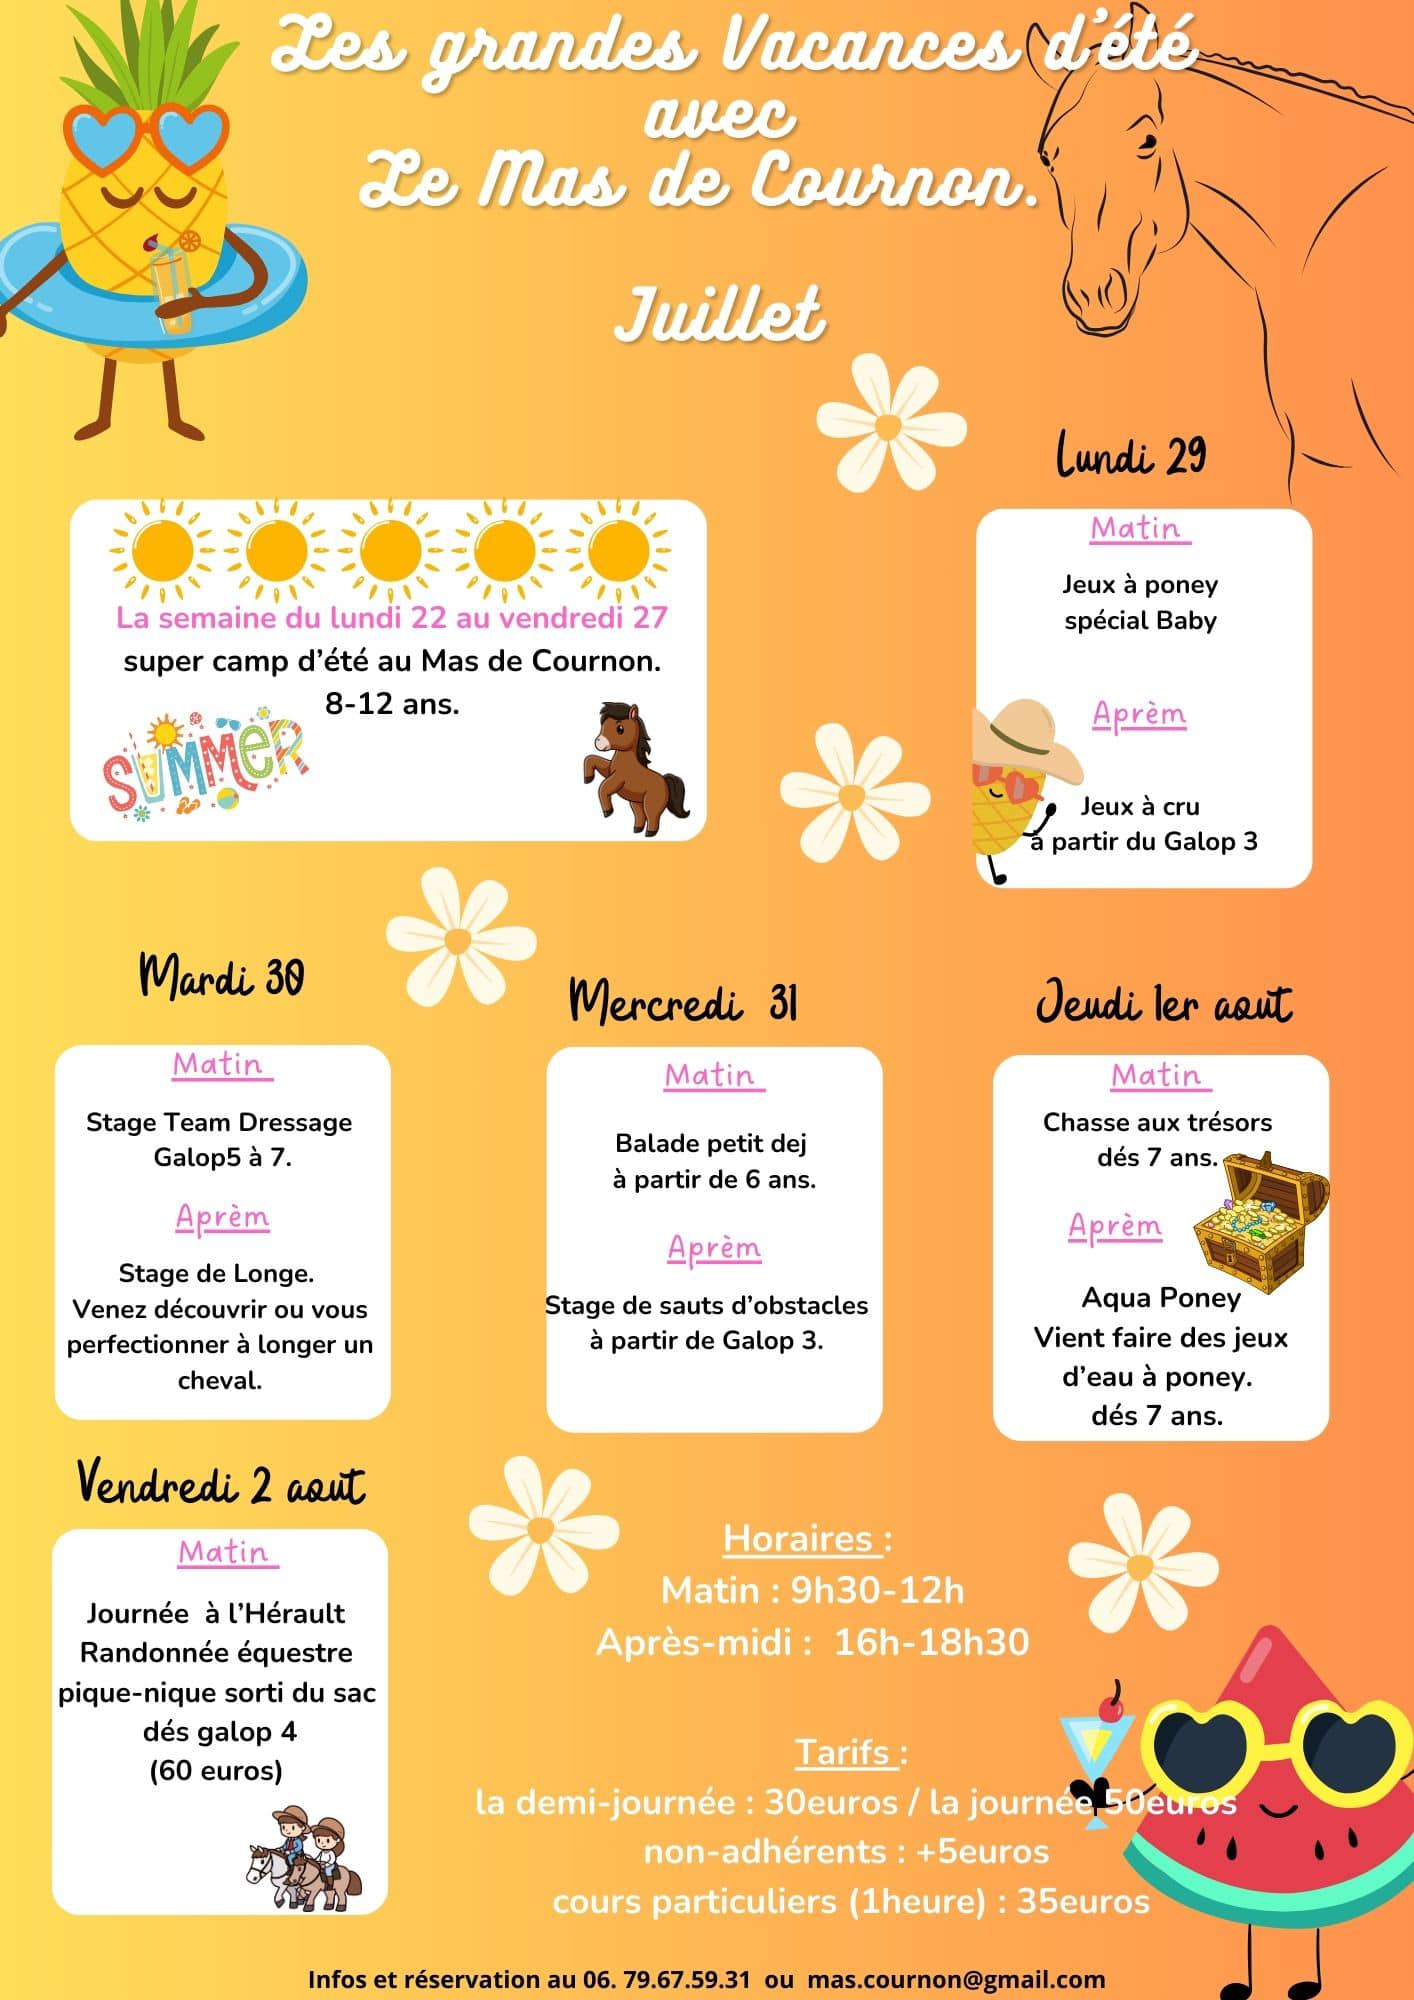 Les grandes Vacances d'été
avec
Le Mas de Cournon.
Juillet
La semaine du lundi 22 au vendredi 27
super camp d'été au Mas de Cournon.
8-12 ans.
SUMMER
Lundi 29
Matin
Jeux à poney
spécial Baby
Aprèm
Jeux à cru
à partir du Galop 3
Mardi 30
Matin
Stage Team Dressage
Galop5 à 7.
Aprèm
Stage de Longe.
Venez découvrir ou vous
perfectionner à longer un
cheval.
Mercredi 31
Matin
Balade petit dej
à partir de 6 ans.
Aprèm
Stage de sauts d'obstacles
à partir de Galop 3.
Jeudi 1er aout
Matin
Chasse aux trésors
dés 7 ans.
Aprèm
Aqua Poney
Vient faire des jeux
d'eau à poney.
dés 7 ans.
Vendredi 2 aout
Matin
Journée à l'Hérault
Randonnée équestre
pique-nique sorti du sac
dés galop 4
(60 euros)
Horaires :
Matin : 9h30-12h
Après-midi : 16h-18h30
Tarifs :
la demi-journée : 30euros / la journée 50euros
non-adhérents : +5euros
cours particuliers (1heure) : 35euros
Infos et réservation au 06. 79.67.59.31 ou mas.cournon@gmail.com